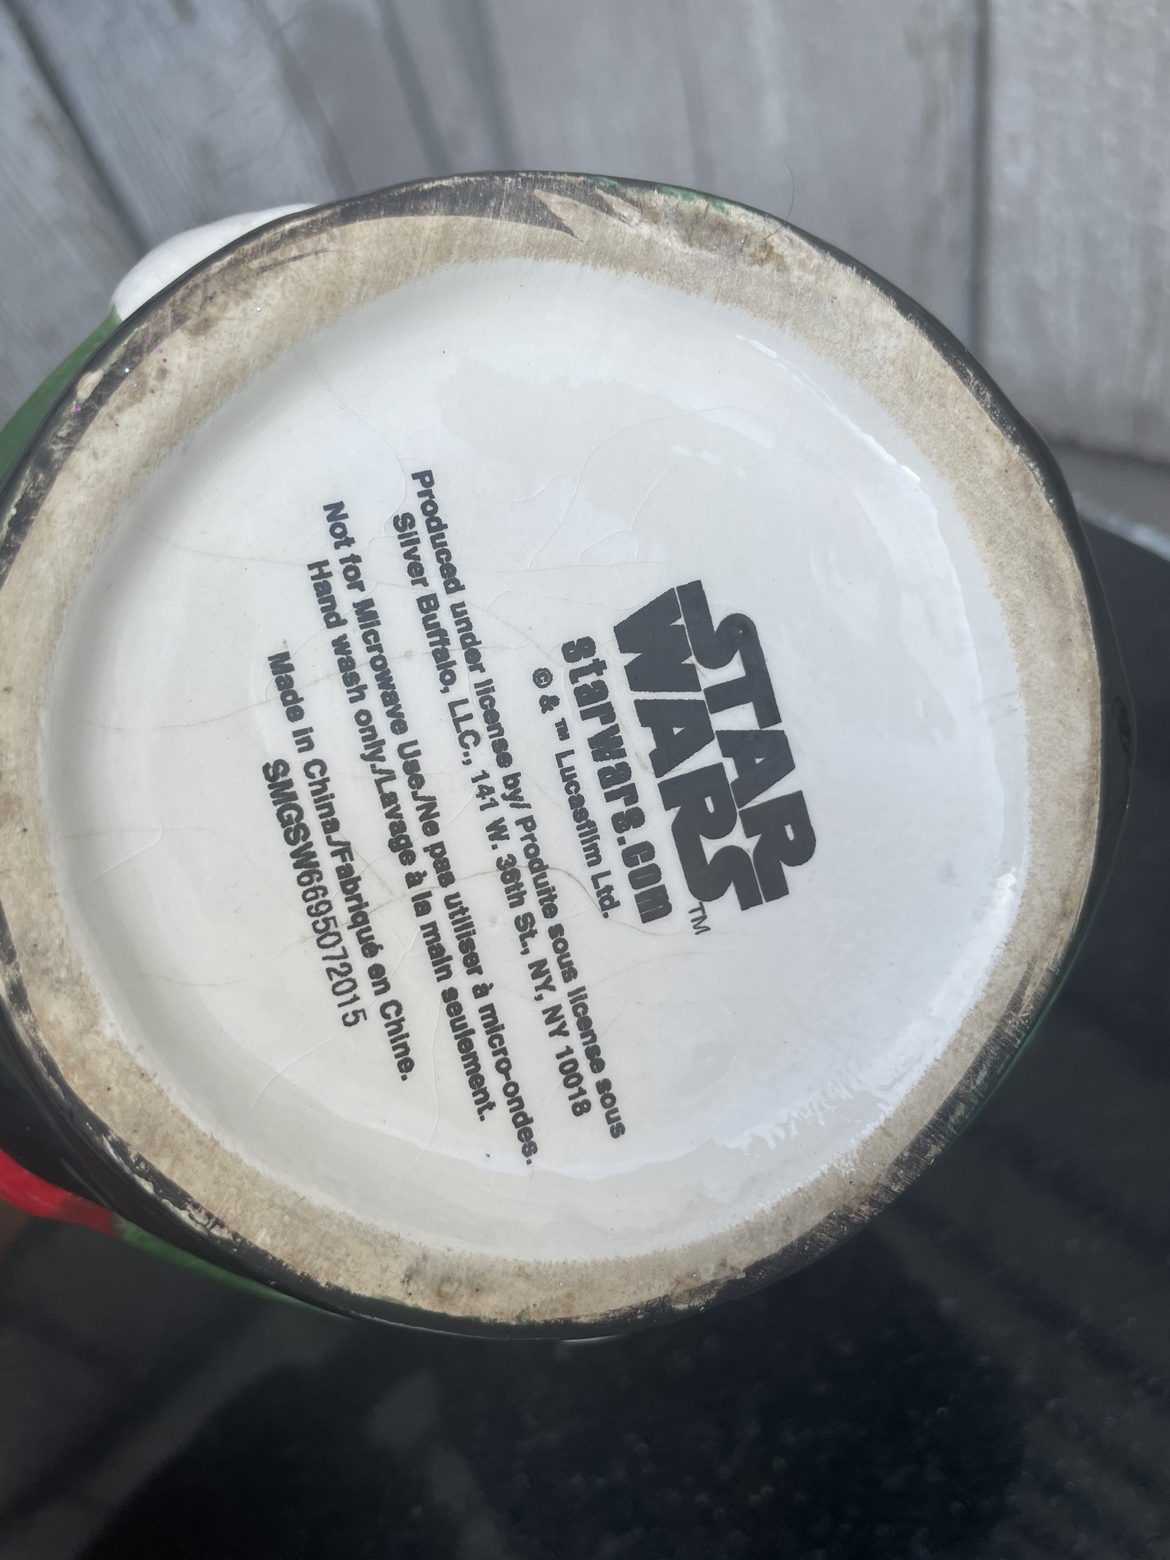 STAR
WARS™
starwars.com
© & ™ Lucasfilm Ltd.
Produced under license by/ Produite sous license sous
Silver Buffalo, LLC., 141 W. 36th St., NY, NY 10018
Not for Microwave Use./Ne pas utiliser à micro-ondes.
Hand wash only./Lavage à la main seulement.
Made in China./Fabriqué en Chine.
SMGSW6695072015